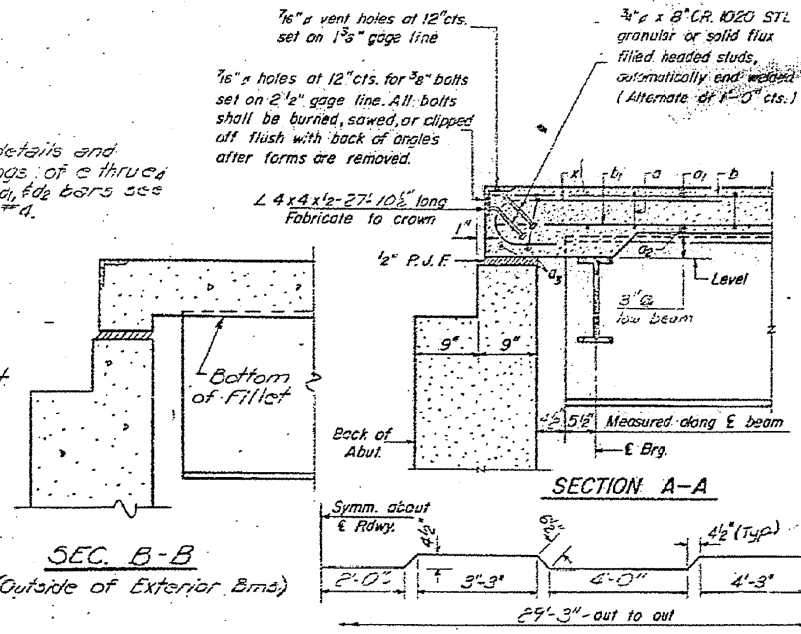 7/16" ø vent holes at 12" cts.
set on 1 3/8" gage line
3/4" ø x 8" CR. 1020 STL
granular or solid flux
filled headed studs,
automatically end welded
(Alternate at 1'-0" cts.)
7/16" ø holes at 12" cts. for 3/8" bolts
set on 2 1/2" gage line. All bolts
shall be burned, sawed, or clipped
off flush with back of angles
after forms are removed.
details and
of e thru
d1, & d2 bars see
#4.
L 4 x 4 x 1/2 - 27'- 10 1/2" long
Fabricate to crown
x b1 a a1 b
1"
1/2" P.J.F.
a3
a2
Level
3" @
low beam
9" 9"
Bottom
of Fillet
4 1/2" 5 1/2" Measured along ℄ beam
Back of
Abut.
℄ Brg.
SECTION A-A
Symm. about
℄ Rdwy.
4 1/2"
4 1/2" (Typ.)
SEC. B-B
(Outside of Exterior Bms)
2'-0" 3'-3" 4'-0" 4'-3"
29'-3" out to out